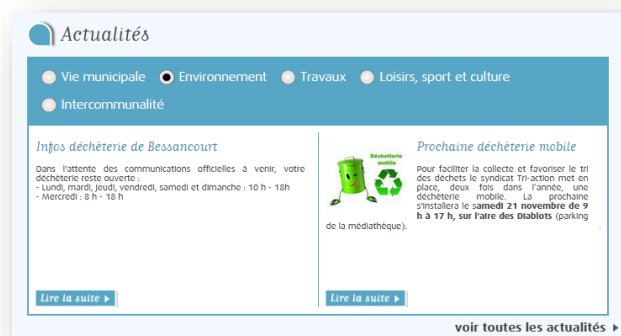 Actualités
Vie municipale Environnement Travaux Loisirs, sport et culture
Intercommunalité
Infos déchèterie de Bessancourt
Dans l'attente des communications officielles à venir, votre
déchèterie reste ouverte :
- Lundi, mardi, jeudi, vendredi, samedi et dimanche : 10 h - 18h
- Mercredi : 8 h - 18 h
Lire la suite
Déchetterie
mobile
Prochaine déchèterie mobile
Pour faciliter la collecte et favoriser le tri
des déchets le syndicat Tri-action met en
place, deux fois dans l'année, une
déchèterie mobile. La prochaine
s'installera le samedi 21 novembre de 9
h à 17 h, sur l'aire des Diablots (parking
de la médiathèque).
Lire la suite
voir toutes les actualités